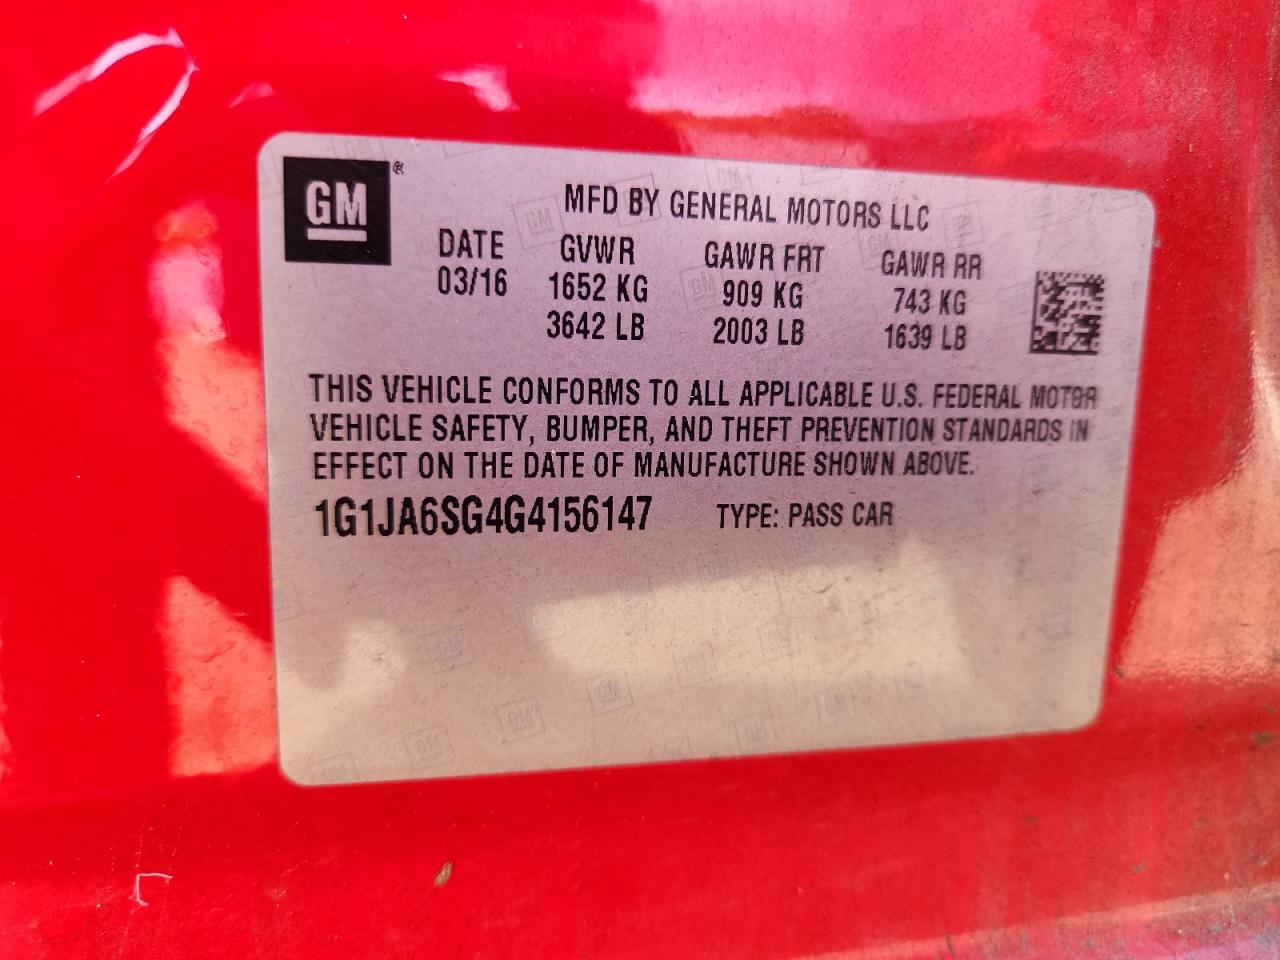 GM®
MFD BY GENERAL MOTORS LLC
DATE GVWR GAWR FRT GAWR RR
03/16 1652 KG 909 KG 743 KG
3642 LB 2003 LB 1639 LB
THIS VEHICLE CONFORMS TO ALL APPLICABLE U.S. FEDERAL MOTOR
VEHICLE SAFETY, BUMPER, AND THEFT PREVENTION STANDARDS IN
EFFECT ON THE DATE OF MANUFACTURE SHOWN ABOVE.
1G1JA6SG4G4156147 TYPE: PASS CAR